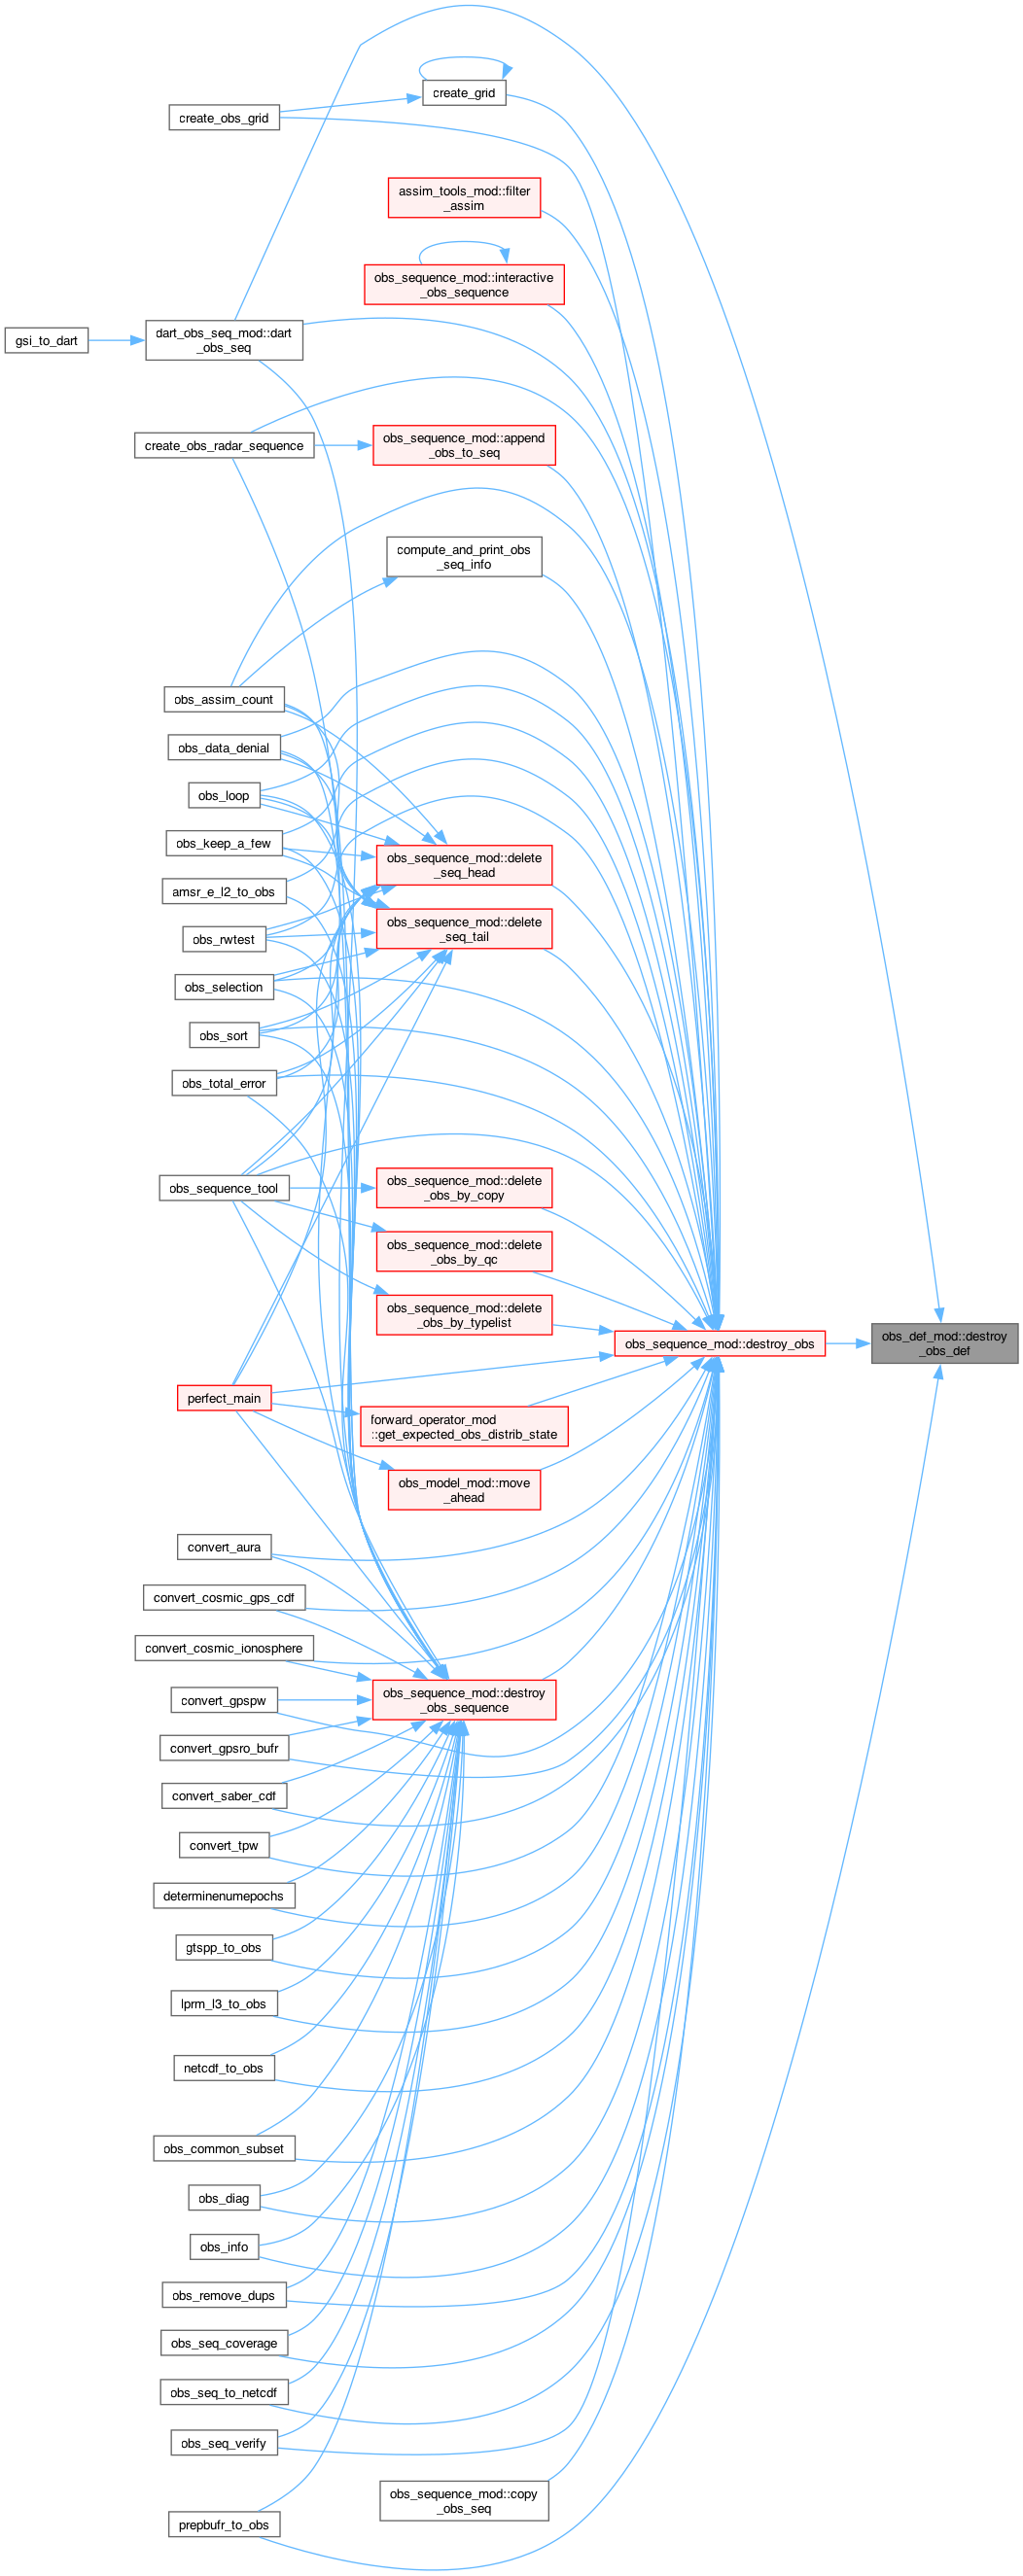 create_grid
create_obs_grid
assim_tools_mod::filter
_assim
obs_sequence_mod::interactive
_obs_sequence
gsi_to_dart
dart_obs_seq_mod::dart
_obs_seq
create_obs_radar_sequence
obs_sequence_mod::append
_obs_to_seq
compute_and_print_obs
_seq_info
obs_assim_count
obs_data_denial
obs_loop
obs_keep_a_few
obs_sequence_mod::delete
_seq_head
amsr_e_l2_to_obs
obs_sequence_mod::delete
_seq_tail
obs_rwtest
obs_selection
obs_sort
obs_total_error
obs_sequence_tool
obs_sequence_mod::delete
_obs_by_copy
obs_sequence_mod::delete
_obs_by_qc
obs_sequence_mod::delete
_obs_by_typelist
obs_sequence_mod::destroy_obs
obs_def_mod::destroy
_obs_def
perfect_main
forward_operator_mod
::get_expected_obs_distrib_state
obs_model_mod::move
_ahead
convert_aura
convert_cosmic_gps_cdf
convert_cosmic_ionosphere
convert_gpspw
obs_sequence_mod::destroy
_obs_sequence
convert_gpsro_bufr
convert_saber_cdf
convert_tpw
determinenumepochs
gtspp_to_obs
lprm_l3_to_obs
netcdf_to_obs
obs_common_subset
obs_diag
obs_info
obs_remove_dups
obs_seq_coverage
obs_seq_to_netcdf
obs_seq_verify
obs_sequence_mod::copy
_obs_seq
prepbufr_to_obs